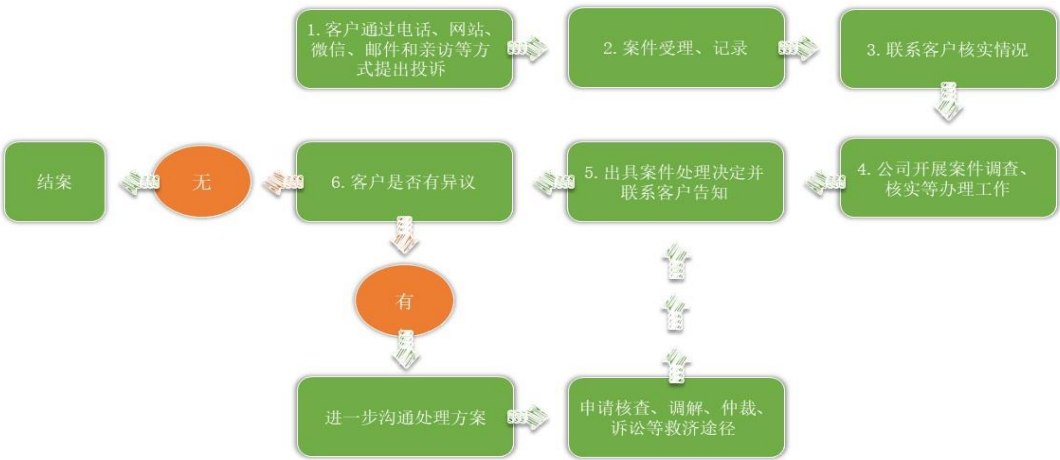 1. 客户通过电话、网站、
微信、邮件和亲访等方
式提出投诉
2. 案件受理、记录
3. 联系客户核实情况
4. 公司开展案件调查、
核实等办理工作
5. 出具案件处理决定并
联系客户告知
6. 客户是否有异议
无
结案
有
进一步沟通处理方案
申请核查、调解、仲裁、
诉讼等救济途径